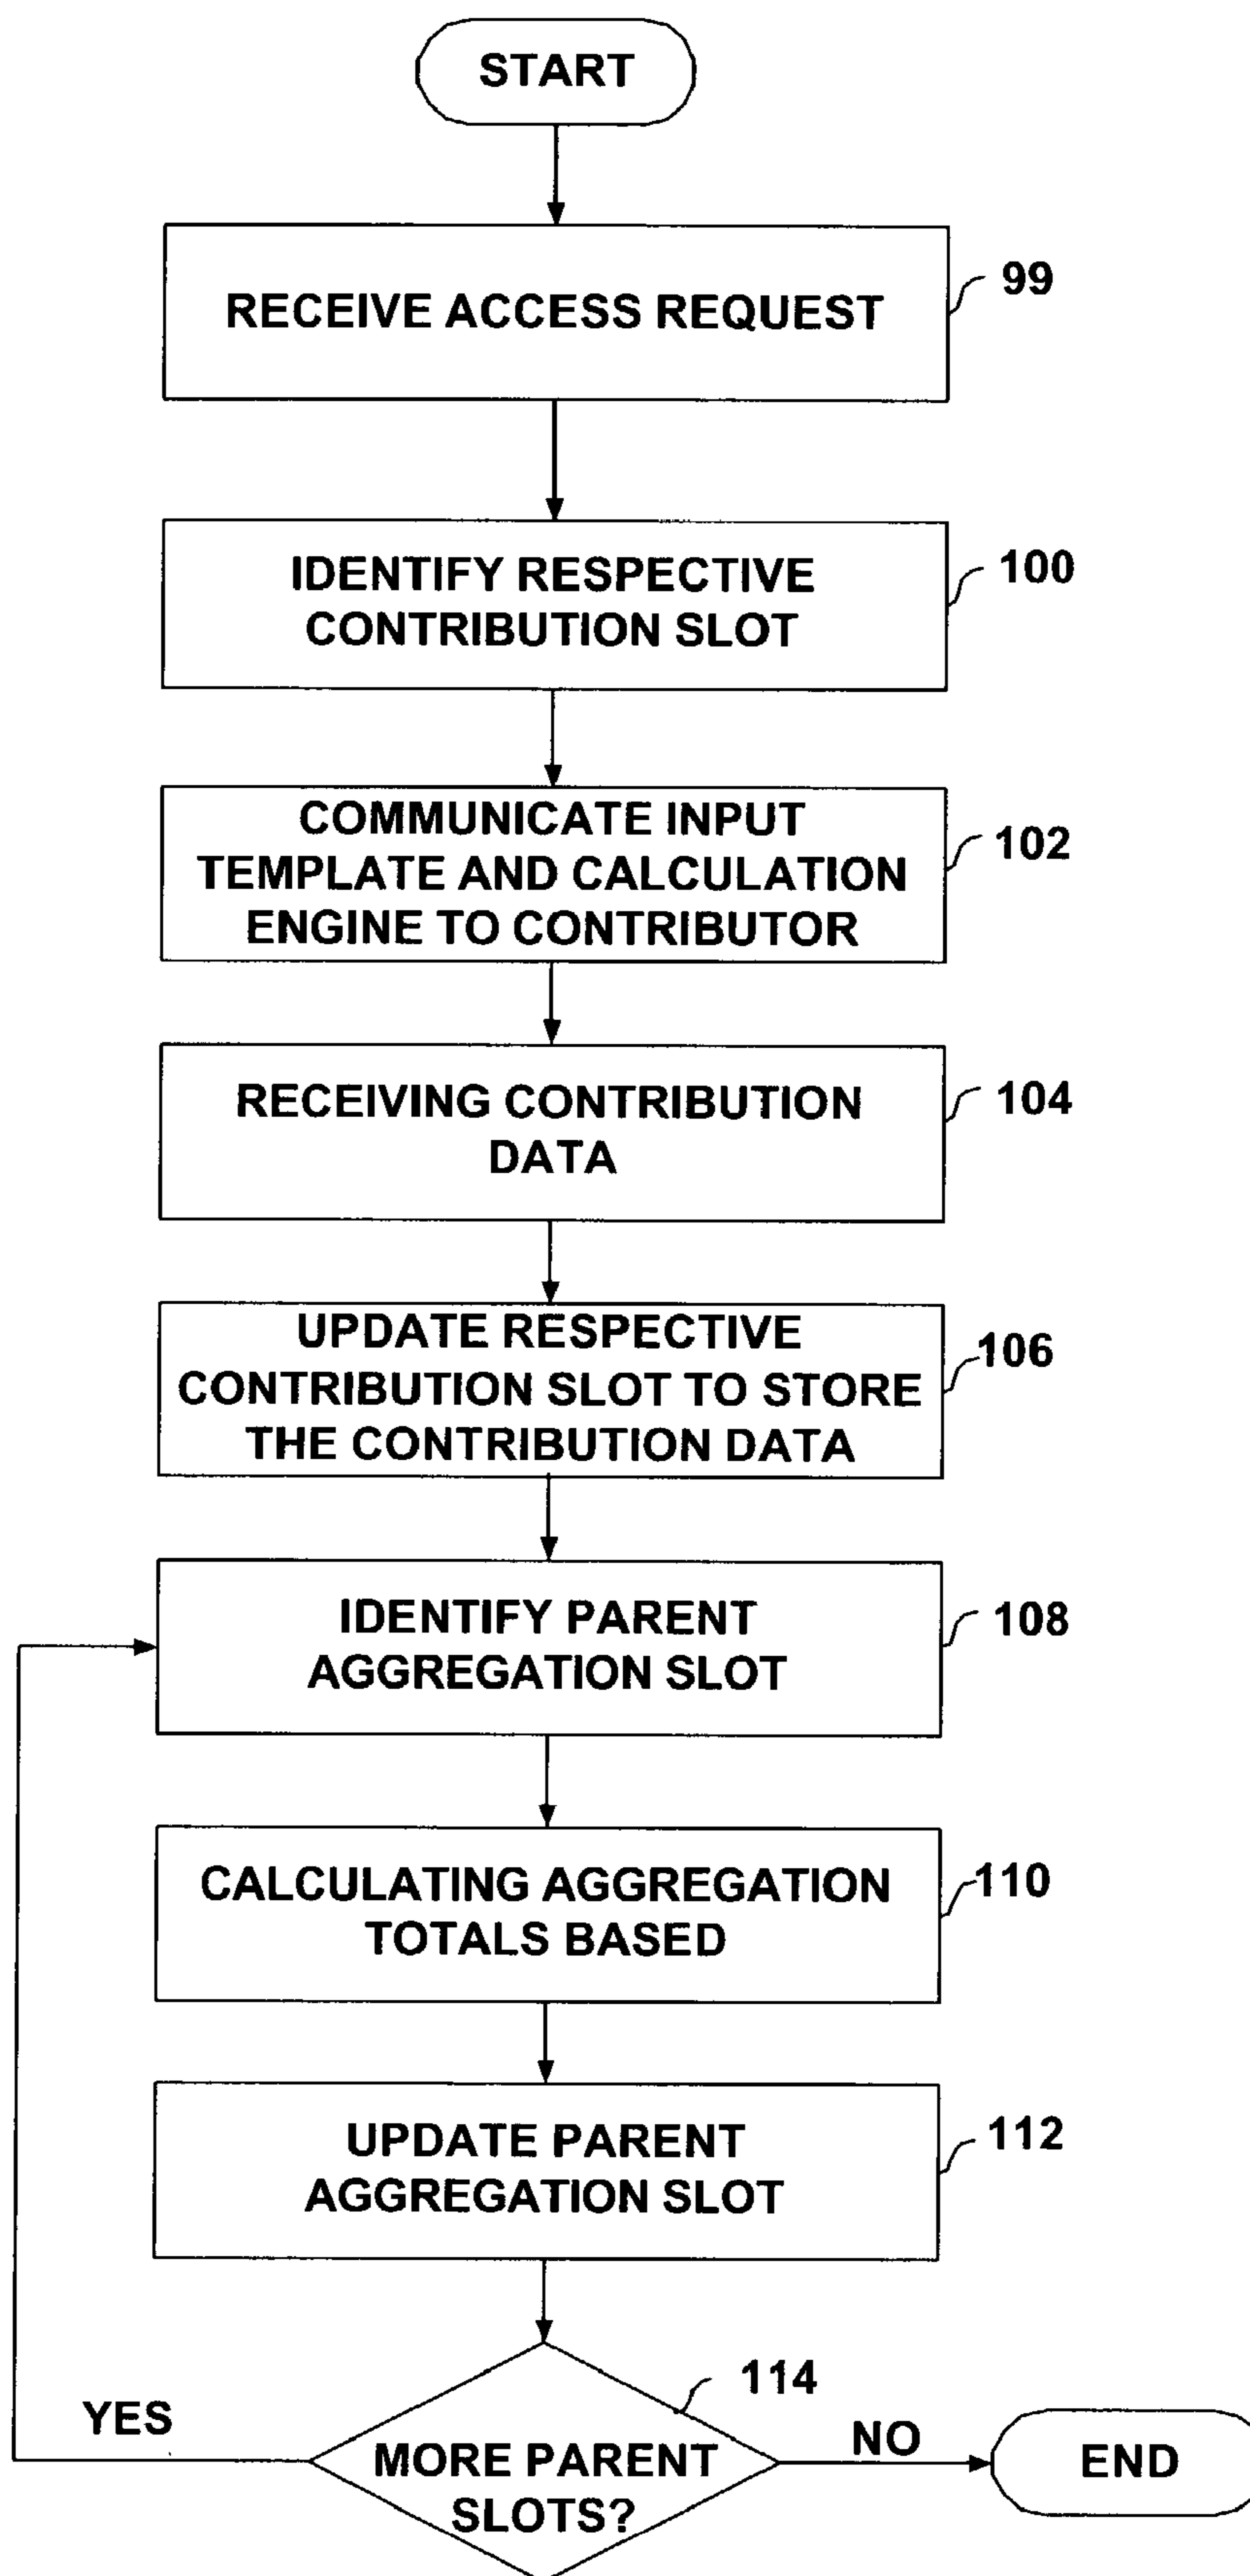 START
RECEIVE ACCESS REQUEST
99
IDENTIFY RESPECTIVE
CONTRIBUTION SLOT
100
COMMUNICATE INPUT
TEMPLATE AND CALCULATION
ENGINE TO CONTRIBUTOR
102
RECEIVING CONTRIBUTION
DATA
104
UPDATE RESPECTIVE
CONTRIBUTION SLOT TO STORE
THE CONTRIBUTION DATA
106
IDENTIFY PARENT
AGGREGATION SLOT
108
CALCULATING AGGREGATION
TOTALS BASED
110
UPDATE PARENT
AGGREGATION SLOT
112
114
YES
MORE PARENT
SLOTS?
NO
END